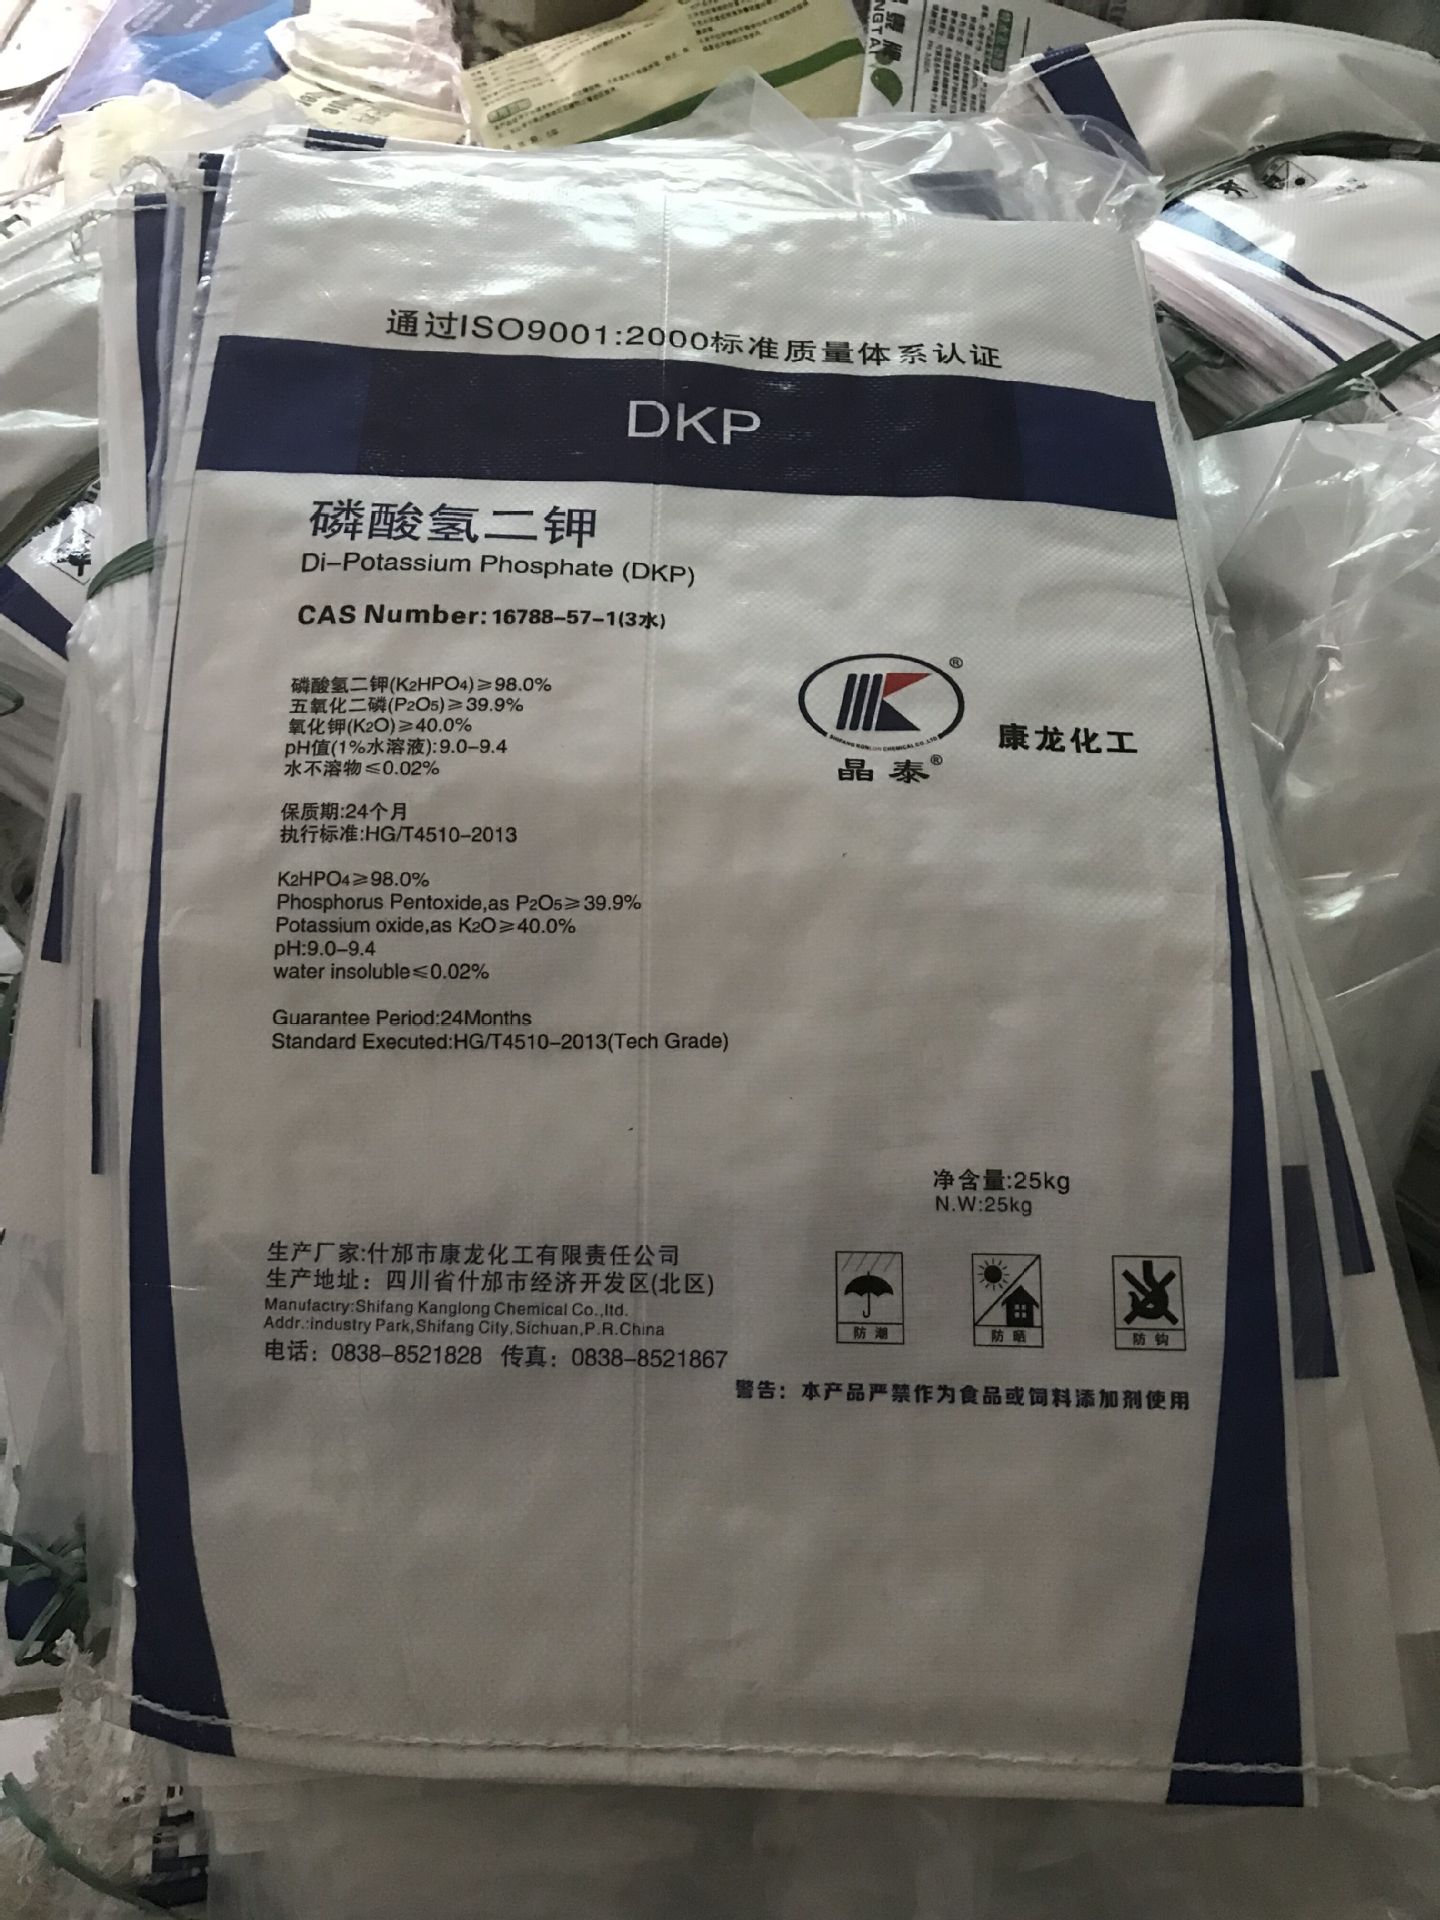 通过ISO9001:2000标准质量体系认证
DKP
磷酸氢二钾
Di-Potassium Phosphate (DKP)
CAS Number: 16788-57-1(3水)
磷酸氢二钾(K2HPO4)≥98.0%
五氧化二磷(P2O5)≥39.9%
氧化钾(K2O)≥40.0%
pH值(1%水溶液):9.0-9.4
水不溶物≤0.02%
SHIFANG KONLON CHEMICAL CO.,LTD
®
晶泰®
康龙化工
保质期:24个月
执行标准:HG/T4510-2013
K2HPO4≥98.0%
Phosphorus Pentoxide,as P2O5≥39.9%
Potassium oxide,as K2O≥40.0%
pH:9.0-9.4
water insoluble≤0.02%
Guarantee Period:24Months
Standard Executed:HG/T4510-2013(Tech Grade)
净含量:25kg
N.W:25kg
生产厂家:什邡市康龙化工有限责任公司
生产地址：四川省什邡市经济开发区(北区)
Manufactry:Shifang Kanglong Chemical Co.,ltd.
Addr.:industry Park,Shifang City,Sichuan,P.R.China
电话：0838-8521828 传真：0838-8521867
防潮
防晒
防钩
警告：本产品严禁作为食品或饲料添加剂使用